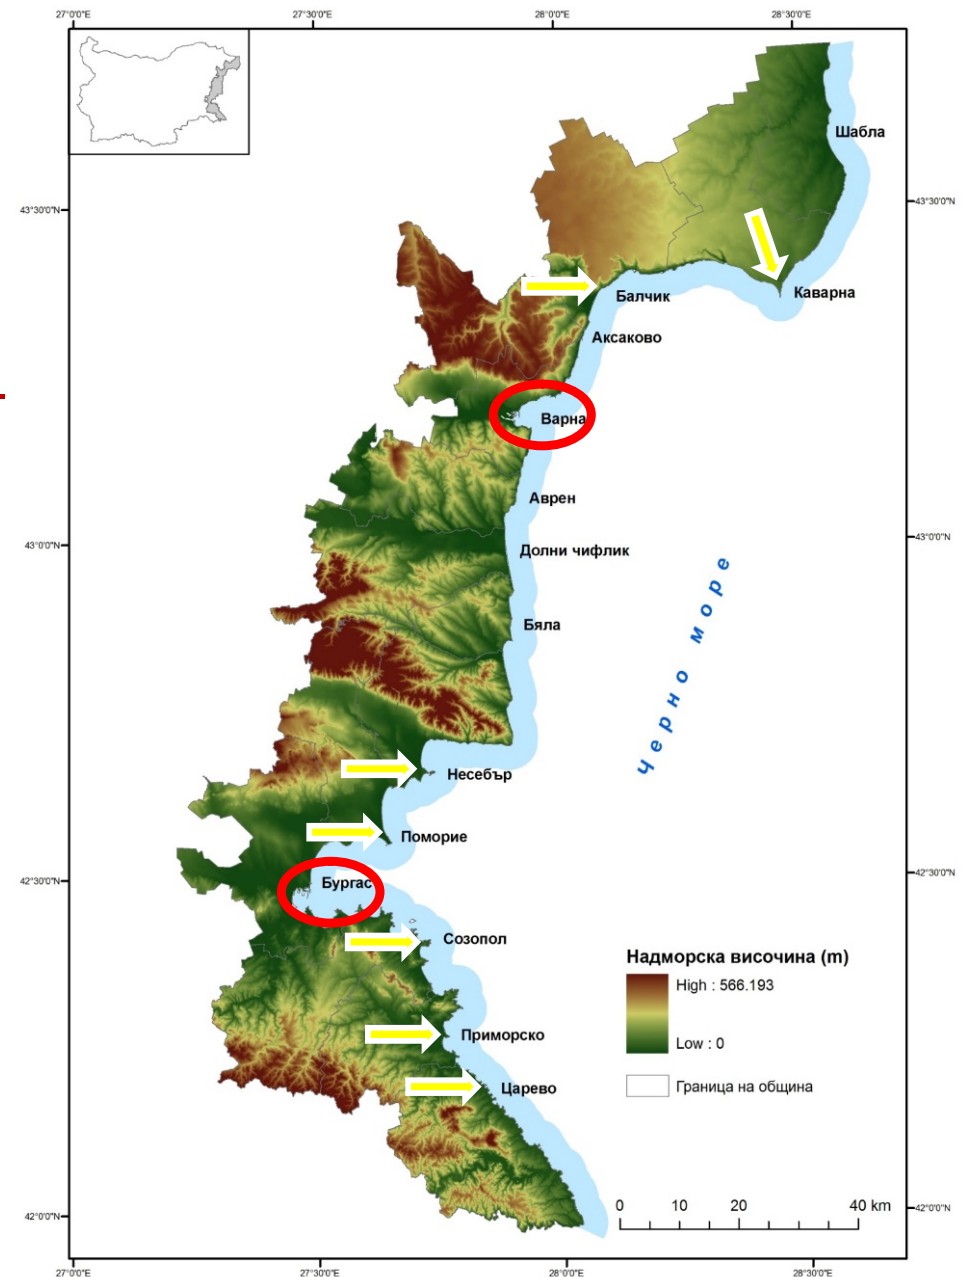 27°0'0"E
27°30'0"E
28°0'0"E
28°30'0"E
Шабла
43°30'0"N
43°30'0"N
Каварна
Балчик
Аксаково
Варна
Аврен
43°0'0"N
43°0'0"N
Долни чифлик
Бяла
Черно море
Несебър
Поморие
42°30'0"N
42°30'0"N
Бургас
Созопол
Надморска височина (m)
High : 566.193
Приморско
Low : 0
Царево
Граница на община
0 10 20 40 km
42°0'0"N
42°0'0"N
27°0'0"E
27°30'0"E
28°0'0"E
28°30'0"E